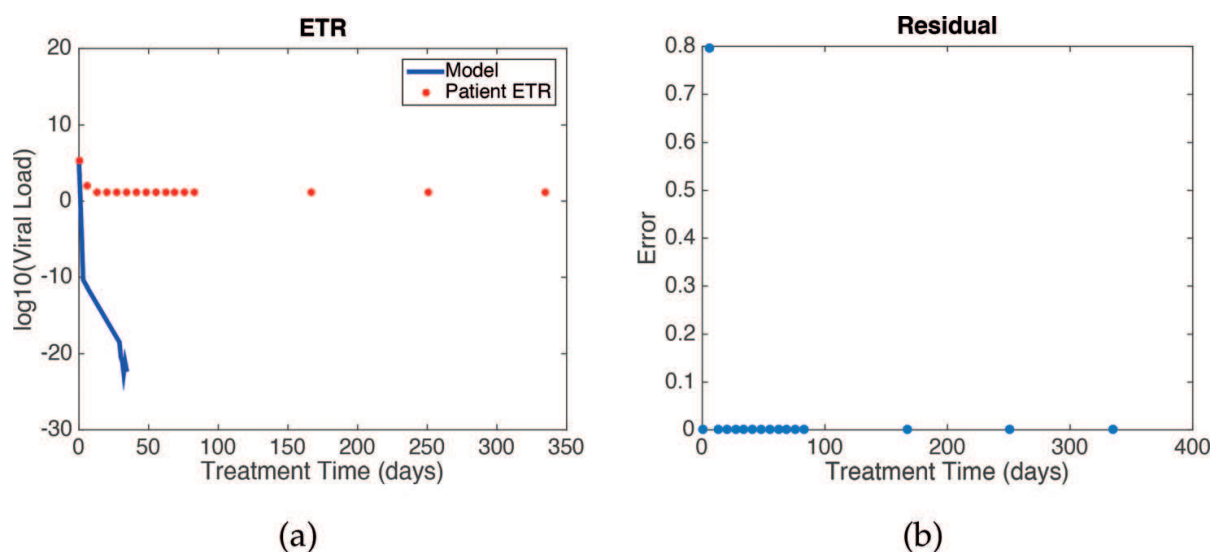 ETR
20
10
0
-10
-20
-30
log10(Viral Load)
0 50 100 150 200 250 300 350
Treatment Time (days)
Model
Patient ETR
(a)
Residual
0.8
0.7
0.6
0.5
0.4
0.3
0.2
0.1
0
Error
0 100 200 300 400
Treatment Time (days)
(b)